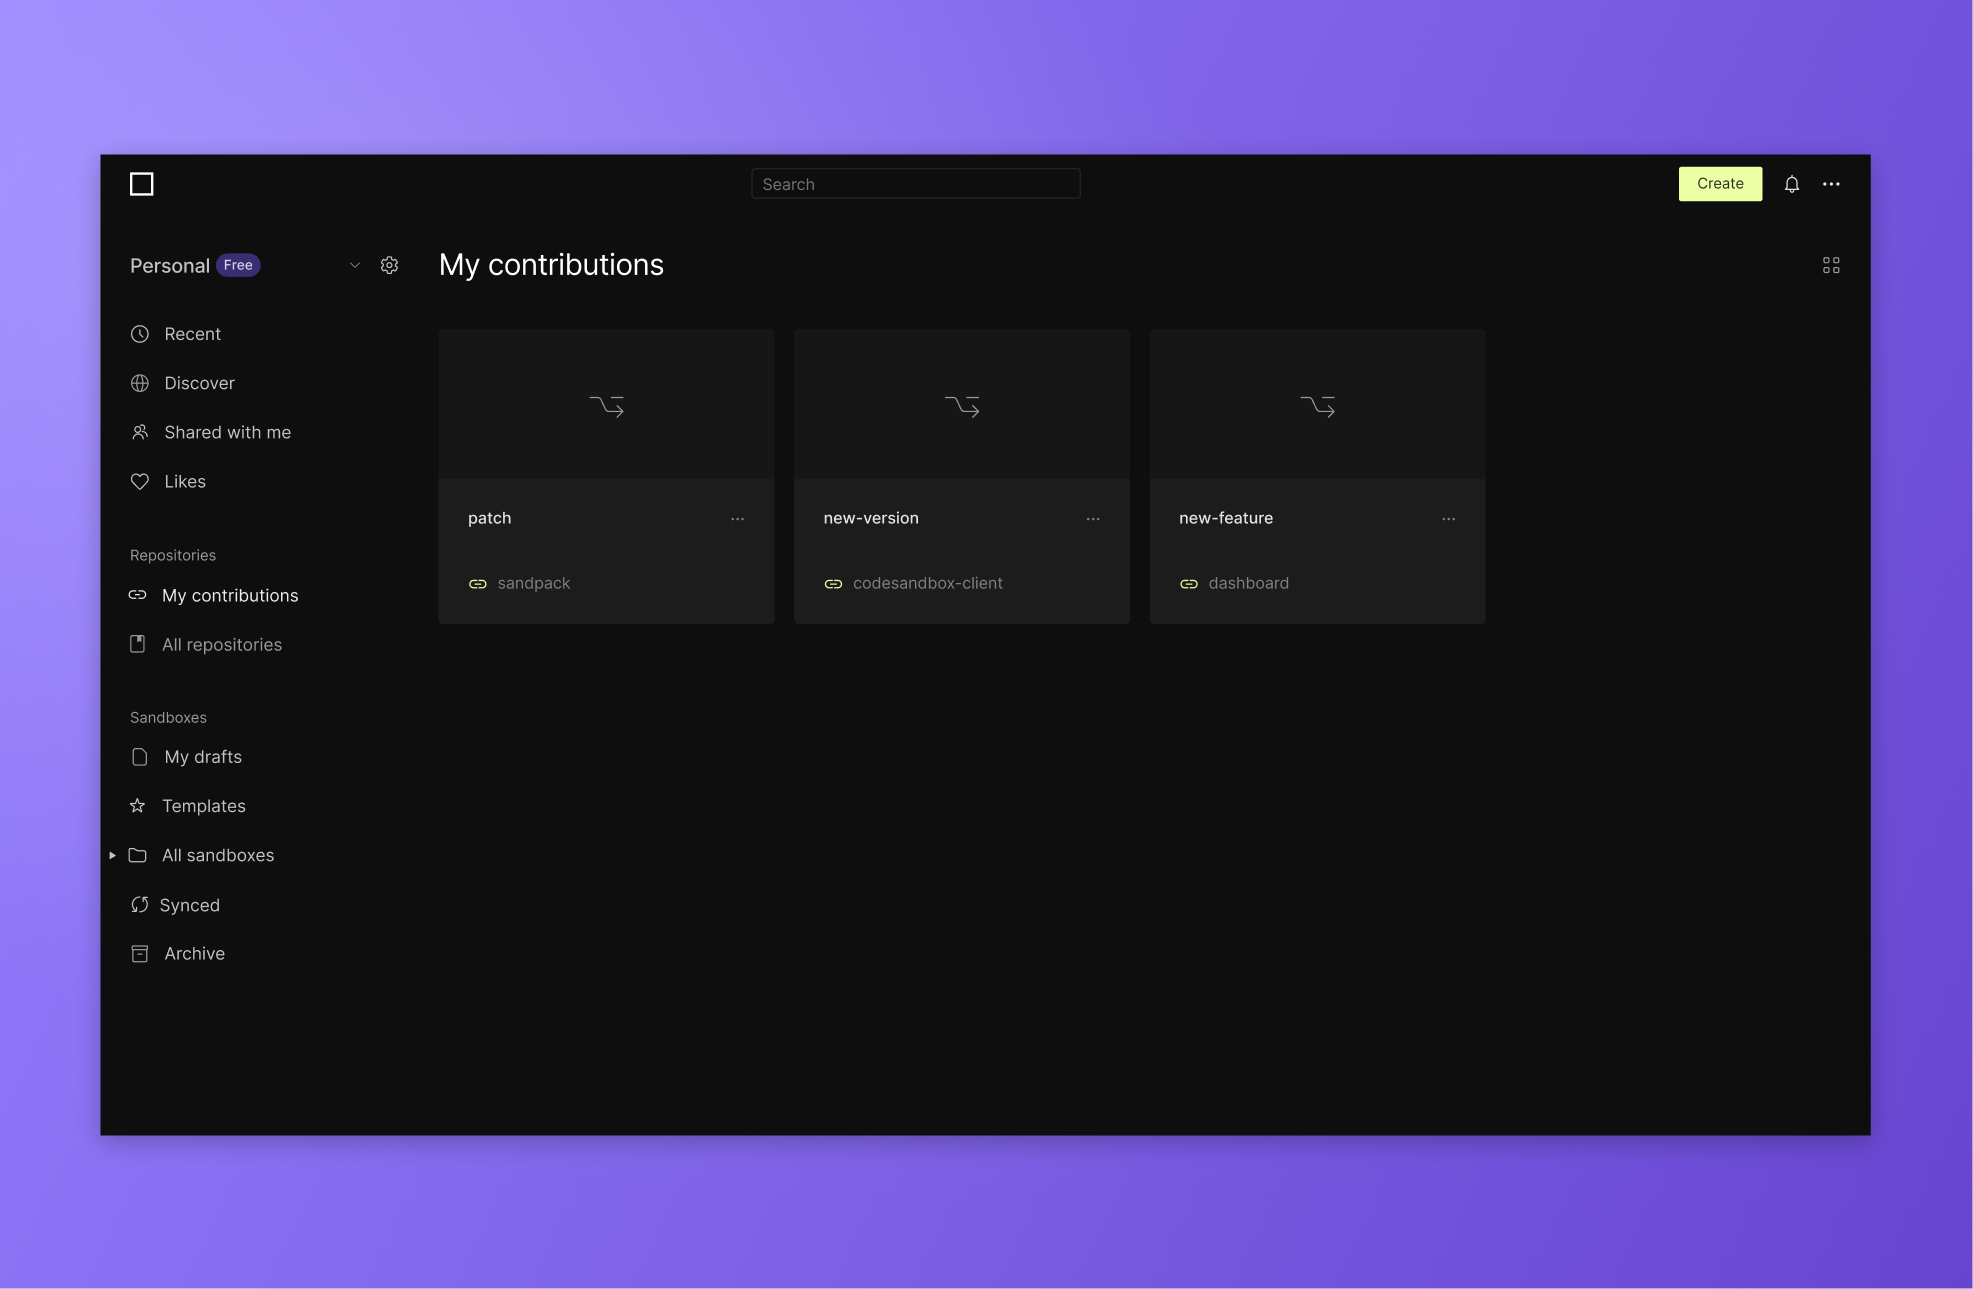 Search
Create
Personal Free
My contributions
Recent
Discover
Shared with me
Likes
Repositories
My contributions
All repositories
Sandboxes
My drafts
Templates
All sandboxes
Synced
Archive
patch
sandpack
new-version
codesandbox-client
new-feature
dashboard